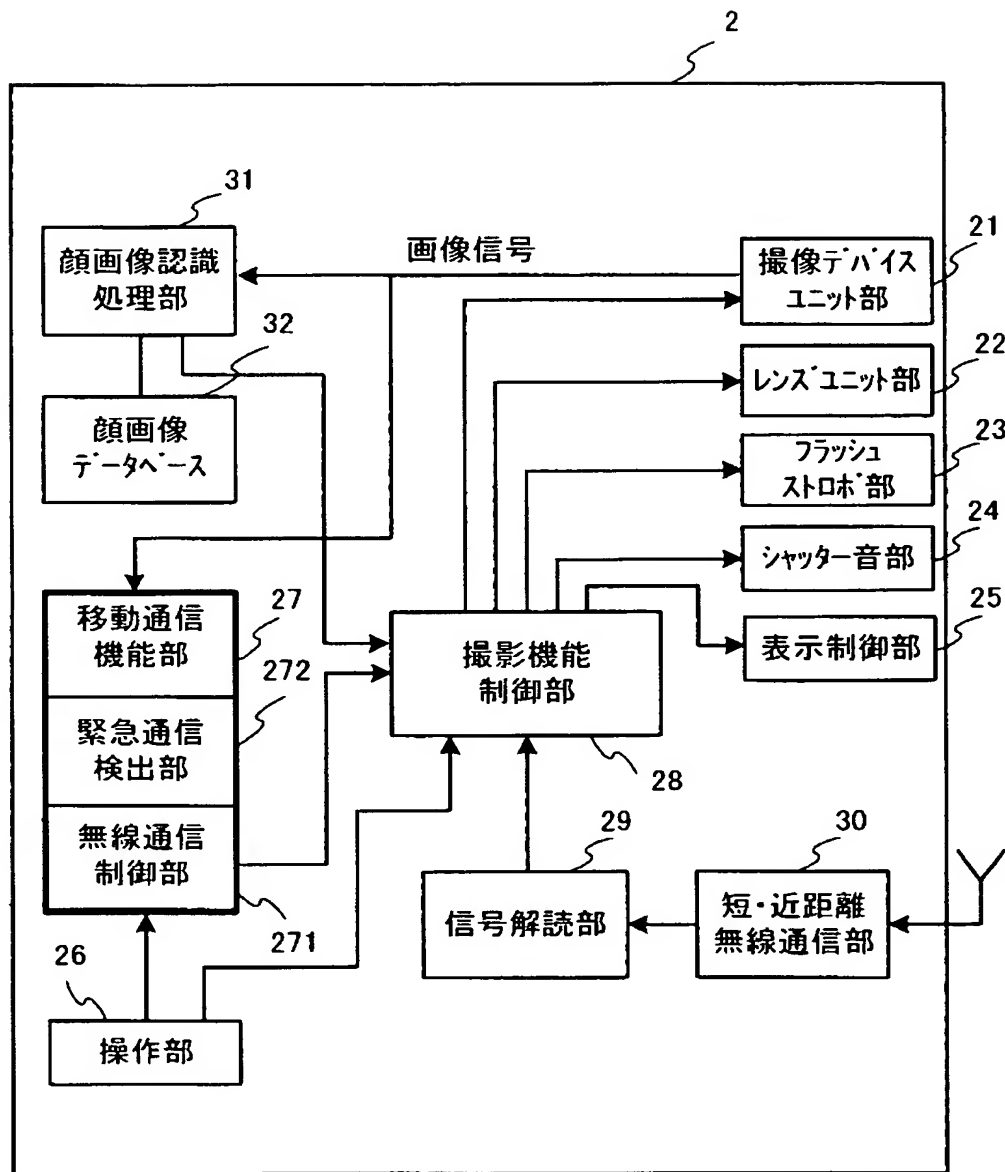 2
31
顔画像認識
処理部
画像信号
21
撮像デバイス
ユニット部
32
顔画像
データベース
22
レンズユニット部
23
フラッシュ
ストロボ部
24
シャッター音部
25
表示制御部
27
移動通信
機能部
272
緊急通信
検出部
無線通信
制御部
271
撮影機能
制御部
28
29
信号解読部
30
短・近距離
無線通信部
26
操作部